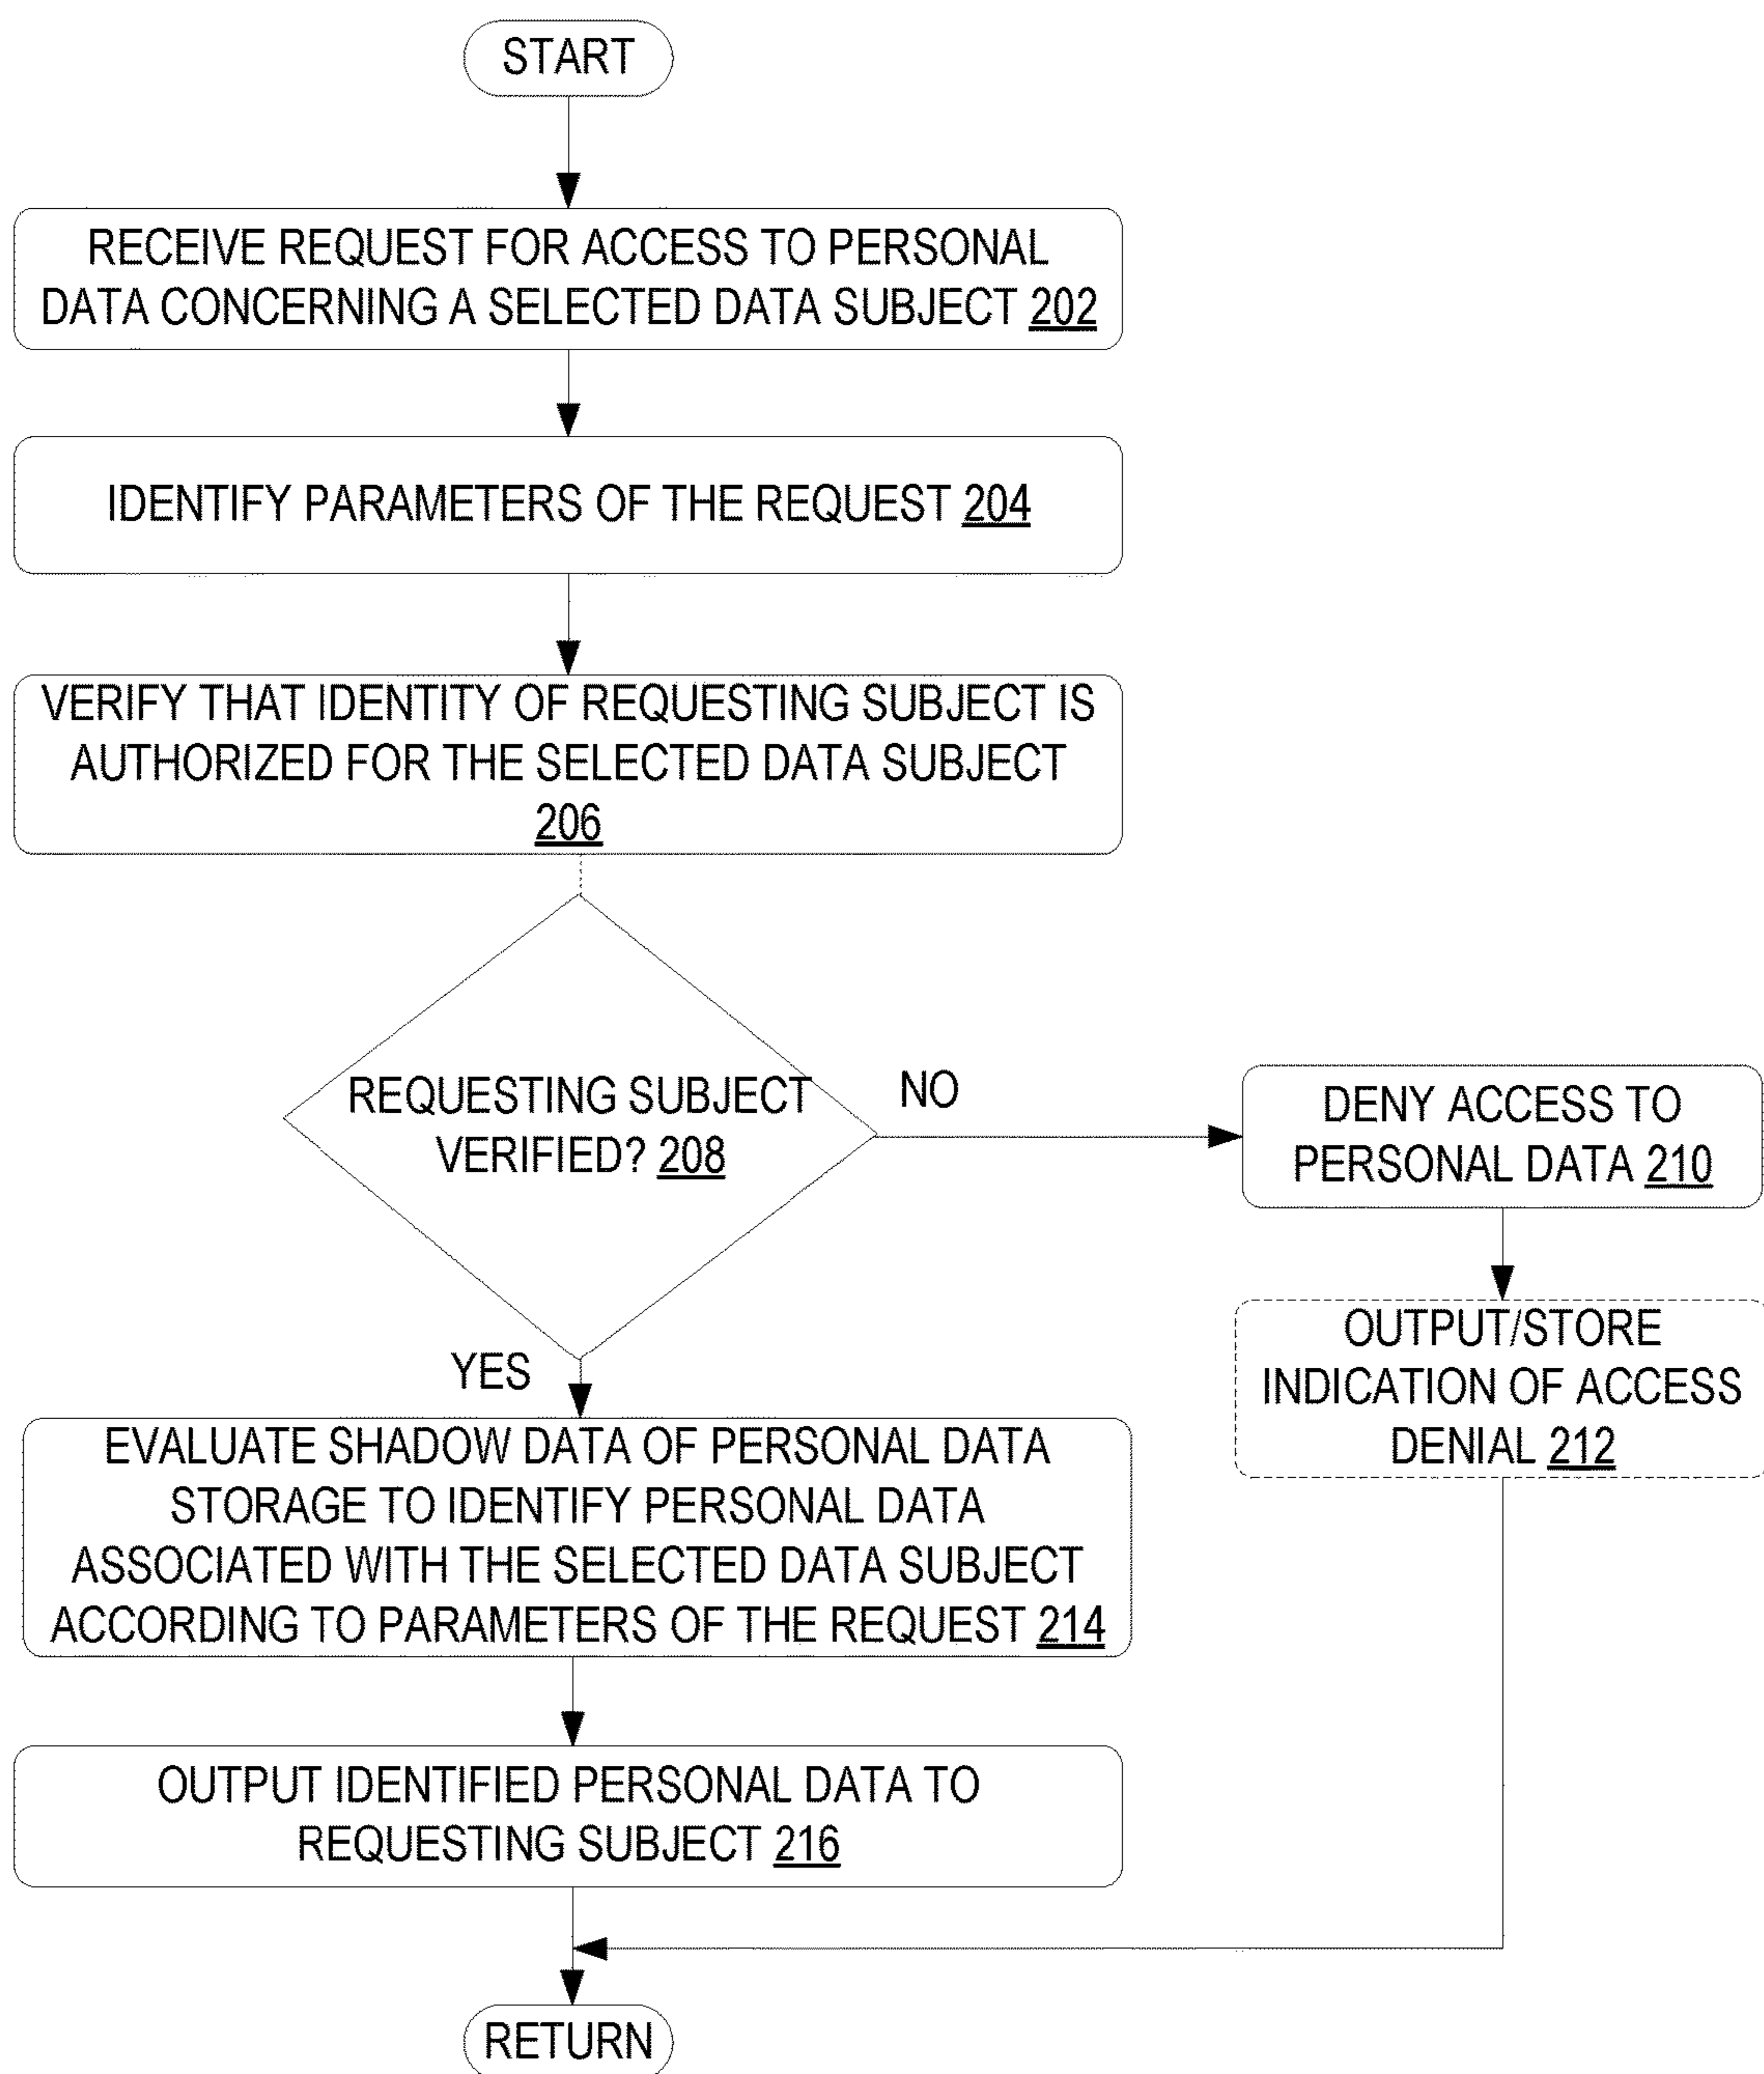 START
RECEIVE REQUEST FOR ACCESS TO PERSONAL
DATA CONCERNING A SELECTED DATA SUBJECT 202
IDENTIFY PARAMETERS OF THE REQUEST 204
VERIFY THAT IDENTITY OF REQUESTING SUBJECT IS
AUTHORIZED FOR THE SELECTED DATA SUBJECT
206
REQUESTING SUBJECT
VERIFIED? 208
NO
DENY ACCESS TO
PERSONAL DATA 210
OUTPUT/STORE
INDICATION OF ACCESS
DENIAL 212
YES
EVALUATE SHADOW DATA OF PERSONAL DATA
STORAGE TO IDENTIFY PERSONAL DATA
ASSOCIATED WITH THE SELECTED DATA SUBJECT
ACCORDING TO PARAMETERS OF THE REQUEST 214
OUTPUT IDENTIFIED PERSONAL DATA TO
REQUESTING SUBJECT 216
RETURN